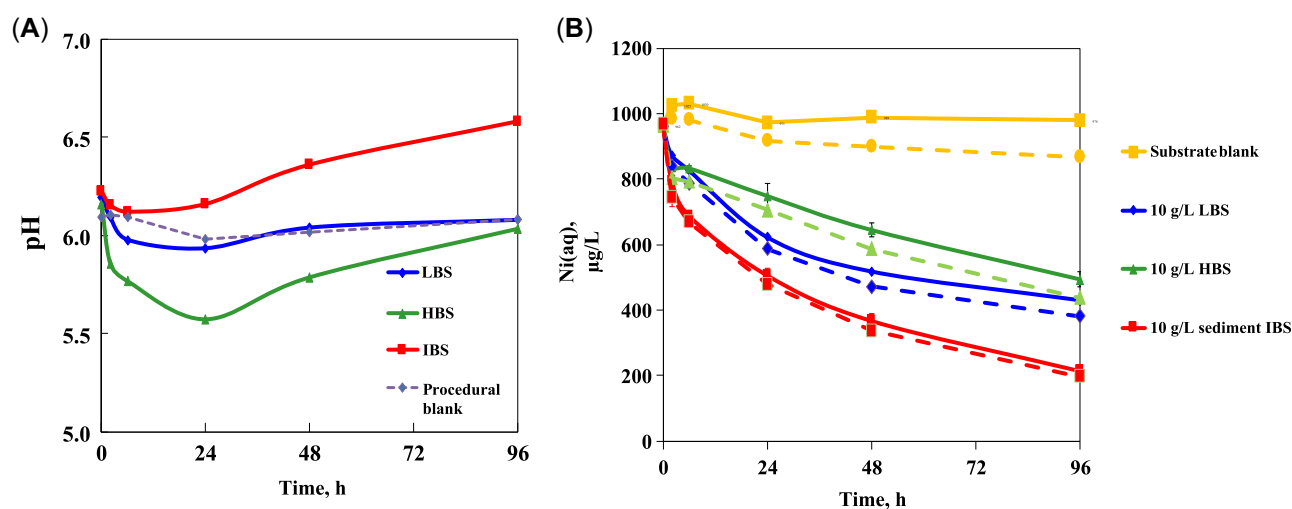 (A)
7.0
6.5
6.0
5.5
5.0
pH
0
24
48
72
96
Time, h
LBS
HBS
IBS
Procedural
blank
(B)
1200
1000
800
600
400
200
0
Ni(aq),
µg/L
0
24
48
72
96
Time, h
Substrate blank
10 g/L LBS
10 g/L HBS
10 g/L sediment IBS